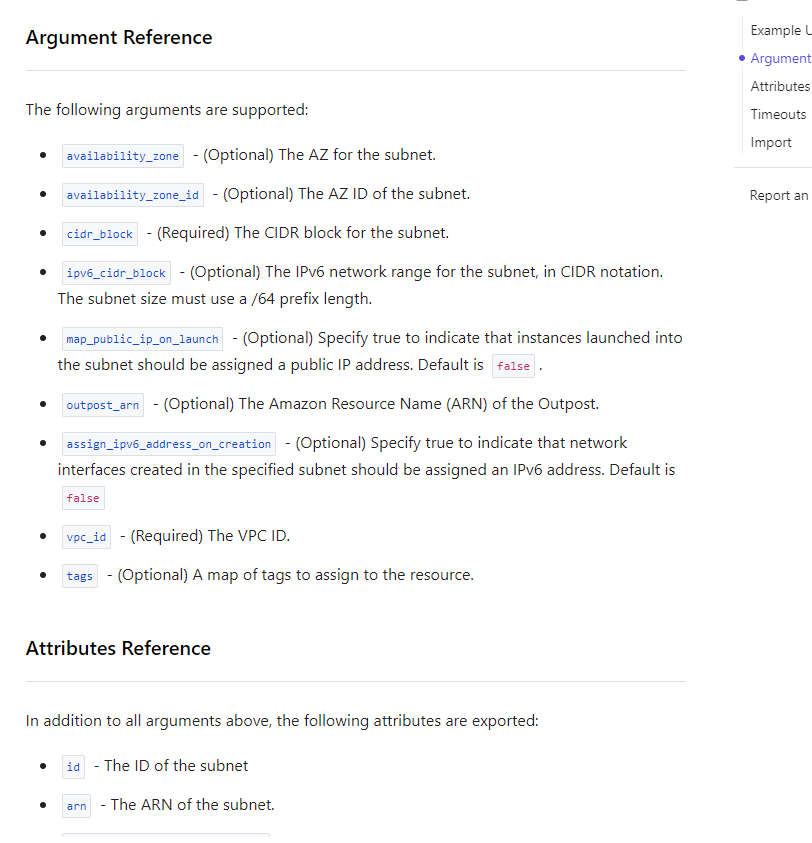 Argument Reference
The following arguments are supported:
availability_zone - (Optional) The AZ for the subnet.
availability_zone_id - (Optional) The AZ ID of the subnet.
cidr_block - (Required) The CIDR block for the subnet.
ipv6_cidr_block - (Optional) The IPv6 network range for the subnet, in CIDR notation.
The subnet size must use a /64 prefix length.
map_public_ip_on_launch - (Optional) Specify true to indicate that instances launched into
the subnet should be assigned a public IP address. Default is false .
outpost_arn - (Optional) The Amazon Resource Name (ARN) of the Outpost.
assign_ipv6_address_on_creation - (Optional) Specify true to indicate that network
interfaces created in the specified subnet should be assigned an IPv6 address. Default is
false
vpc_id - (Required) The VPC ID.
tags - (Optional) A map of tags to assign to the resource.
Attributes Reference
In addition to all arguments above, the following attributes are exported:
id - The ID of the subnet
arn - The ARN of the subnet.
Example U
Argument
Attributes
Timeouts
Import
Report an